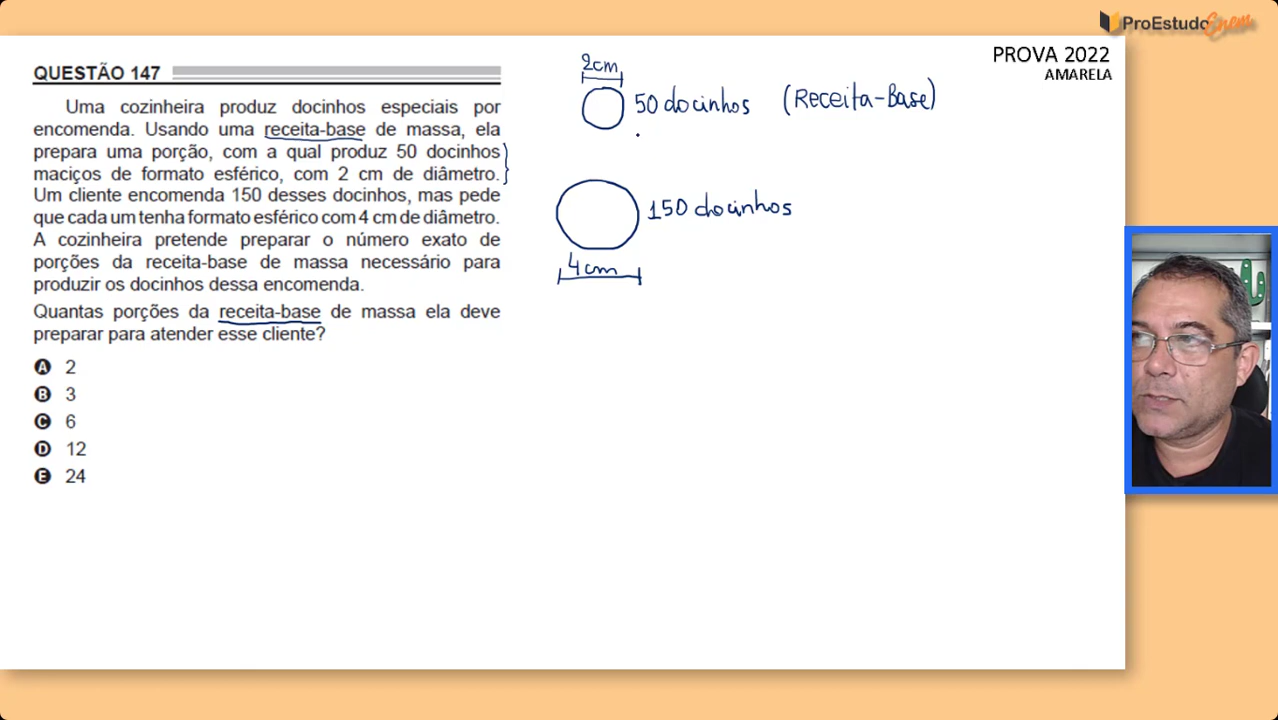 ProEstudoEnem
PROVA 2022
AMARELA
QUESTÃO 147
Uma cozinheira produz docinhos especiais por
encomenda. Usando uma receita-base de massa, ela
prepara uma porção, com a qual produz 50 docinhos
maciços de formato esférico, com 2 cm de diâmetro.
Um cliente encomenda 150 desses docinhos, mas pede
que cada um tenha formato esférico com 4 cm de diâmetro.
A cozinheira pretende preparar o número exato de
porções da receita-base de massa necessário para
produzir os docinhos dessa encomenda.
Quantas porções da receita-base de massa ela deve
preparar para atender esse cliente?
A 2
B 3
C 6
D 12
E 24
2cm
50 docinhos (Receita-Base)
150 docinhos
4cm